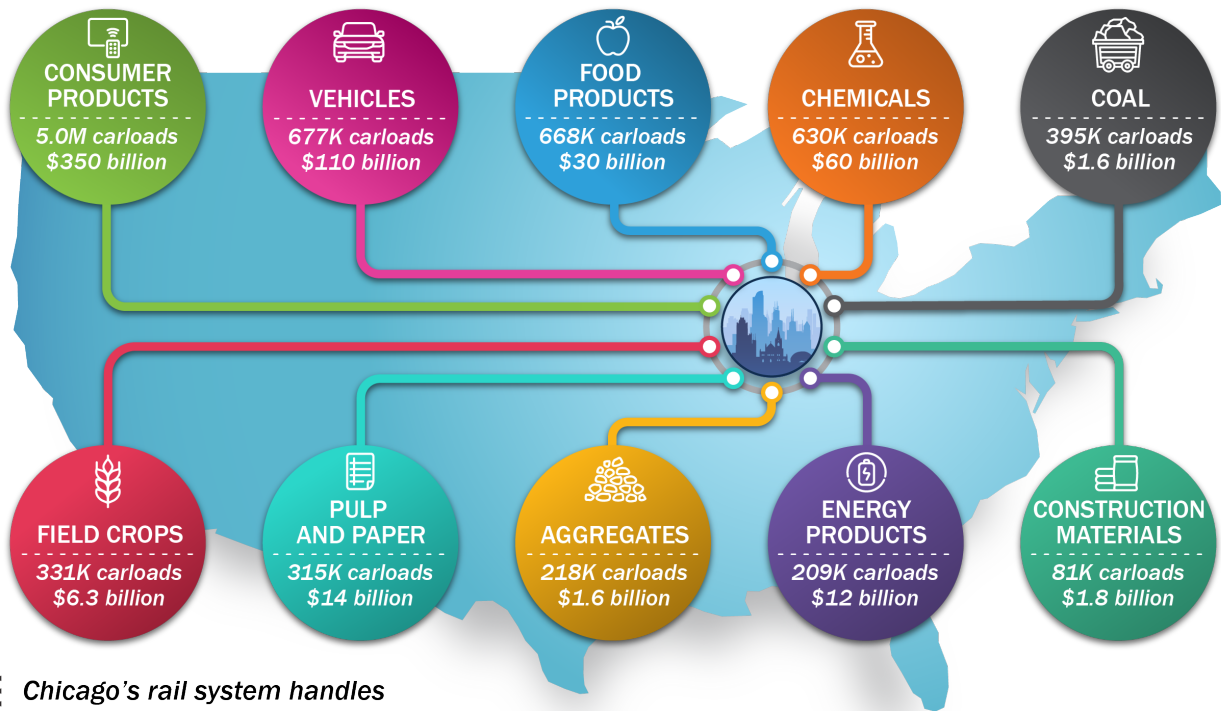 CONSUMER
PRODUCTS
5.0M carloads
$350 billion
VEHICLES
677K carloads
$110 billion
FOOD
PRODUCTS
668K carloads
$30 billion
CHEMICALS
630K carloads
$60 billion
COAL
395K carloads
$1.6 billion
FIELD CROPS
331K carloads
$6.3 billion
PULP
AND PAPER
315K carloads
$14 billion
AGGREGATES
218K carloads
$1.6 billion
ENERGY
PRODUCTS
209K carloads
$12 billion
CONSTRUCTION
MATERIALS
81K carloads
$1.8 billion
Chicago’s rail system handles